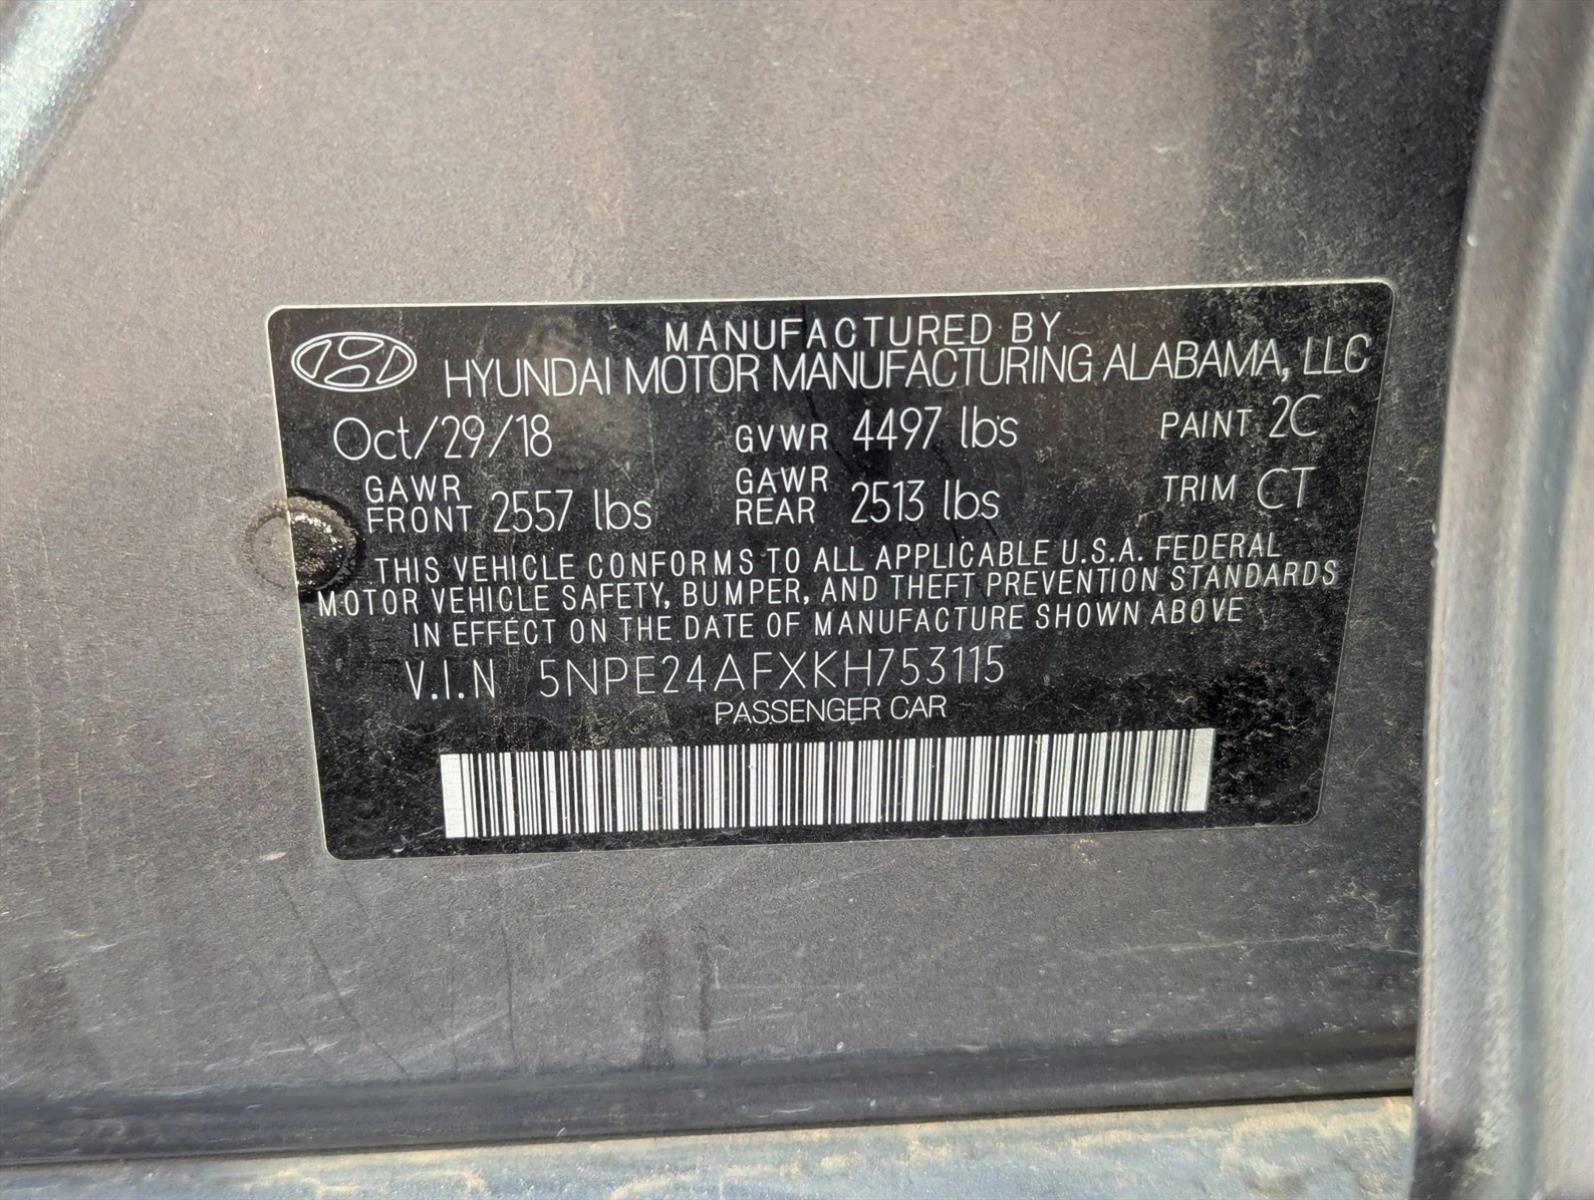 MANUFACTURED BY
HYUNDAI MOTOR MANUFACTURING ALABAMA, LLC
Oct/29/18 GVWR 4497 lbs PAINT 2C
GAWR FRONT 2557 lbs GAWR REAR 2513 lbs TRIM CT
THIS VEHICLE CONFORMS TO ALL APPLICABLE U.S.A. FEDERAL
MOTOR VEHICLE SAFETY, BUMPER, AND THEFT PREVENTION STANDARDS
IN EFFECT ON THE DATE OF MANUFACTURE SHOWN ABOVE
V.I.N 5NPE24AFXKH753115
PASSENGER CAR